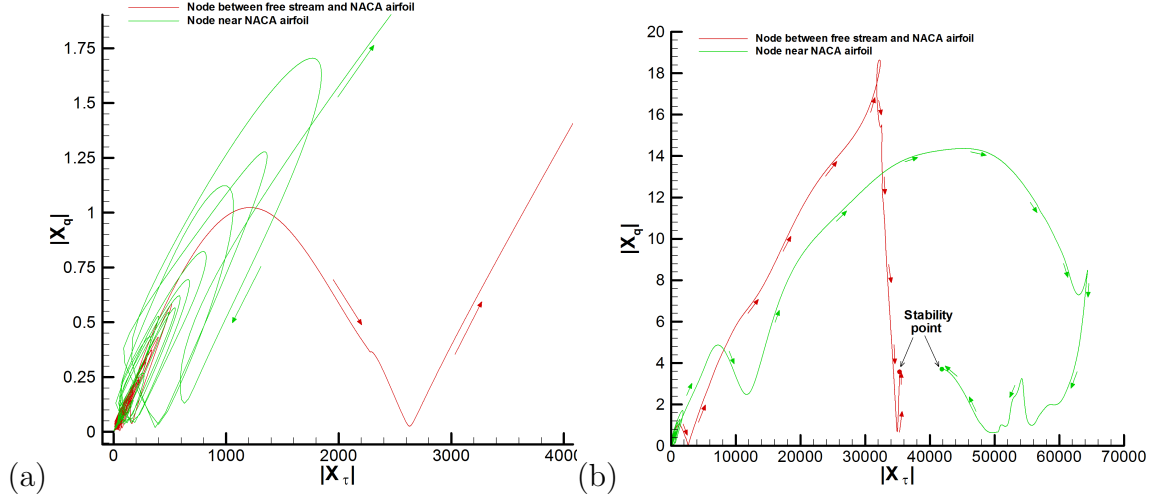 (a)
Node between free stream and NACA airfoil
Node near NACA airfoil
|X_q|
1.75
1.5
1.25
1
0.75
0.5
0.25
0
0 1000 2000 3000 4000
|X_τ|
(b)
Node between free stream and NACA airfoil
Node near NACA airfoil
|X_q|
20
18
16
14
12
10
8
6
4
2
0
Stability
point
0 10000 20000 30000 40000 50000 60000 70000
|X_τ|